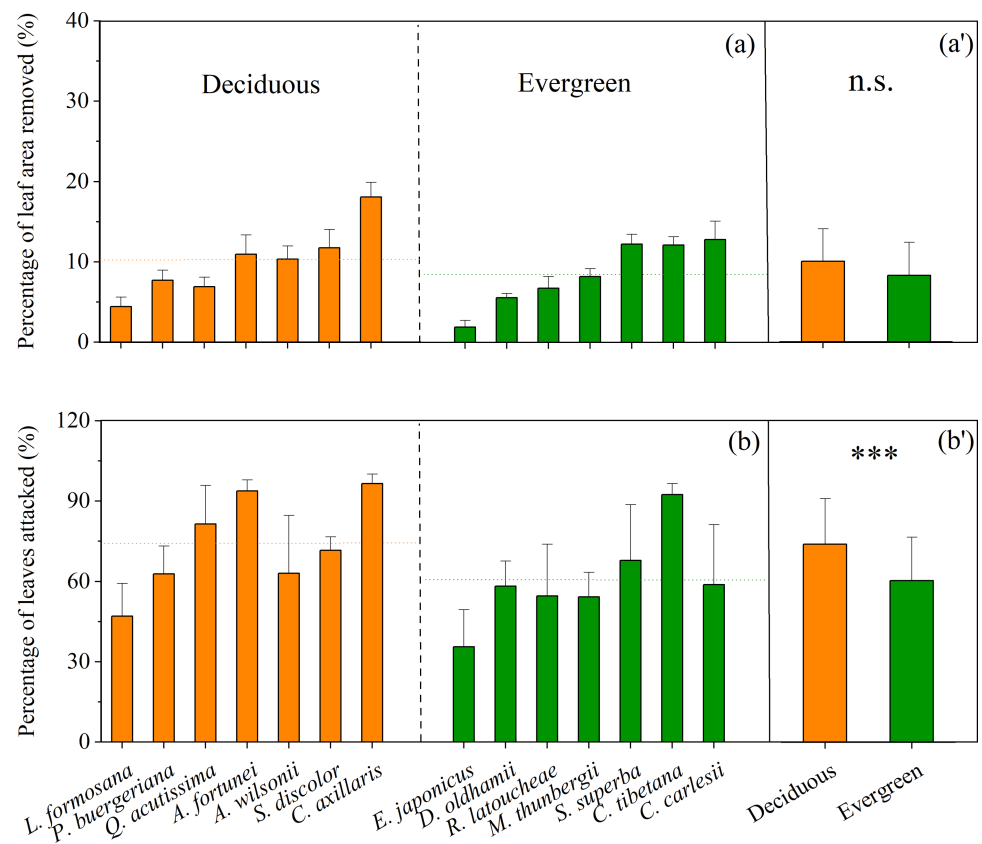 Percentage of leaf area removed (%)
40
30
20
10
0
Deciduous
Evergreen
(a)
(a')
n.s.
Percentage of leaves attacked (%)
120
90
60
30
0
(b)
(b')
***
L. formosana
P. buergeriana
Q. acutissima
A. fortunei
A. wilsonii
S. discolor
C. axillaris
E. japonicus
D. oldhamii
R. latoucheae
M. thunbergii
S. superba
C. tibetana
C. carlesii
Deciduous
Evergreen